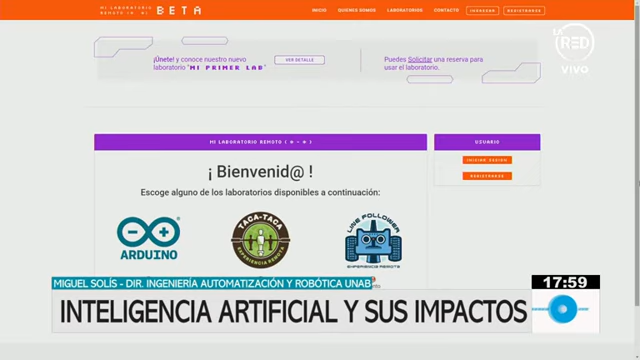 MI LABORATORIO
REMOTO (+_+)
BETA
INICIO
QUIENES SOMOS
LABORATORIOS
CONTACTO
INGRESAR
REGISTRARSE
La RED
VIVO
¡Únete! y conoce nuestro nuevo
laboratorio "MI PRIMER LAB"
VER DETALLE
Puedes Solicitar una reserva para
usar el laboratorio.
MI LABORATORIO REMOTO
USUARIO
¡ Bienvenid@ !
INICIAR SESION
REGISTRARSE
Escoge alguno de los laboratorios disponibles a continuación:
ARDUINO
TACA-TACA
EXPERIENCIA REMOTA
LINE FOLLOWER
EXPERIENCE REMOTE
MIGUEL SOLÍS - DIR. INGENIERÍA AUTOMATIZACIÓN Y ROBÓTICA UNAB
17:59
INTELIGENCIA ARTIFICIAL Y SUS IMPACTOS